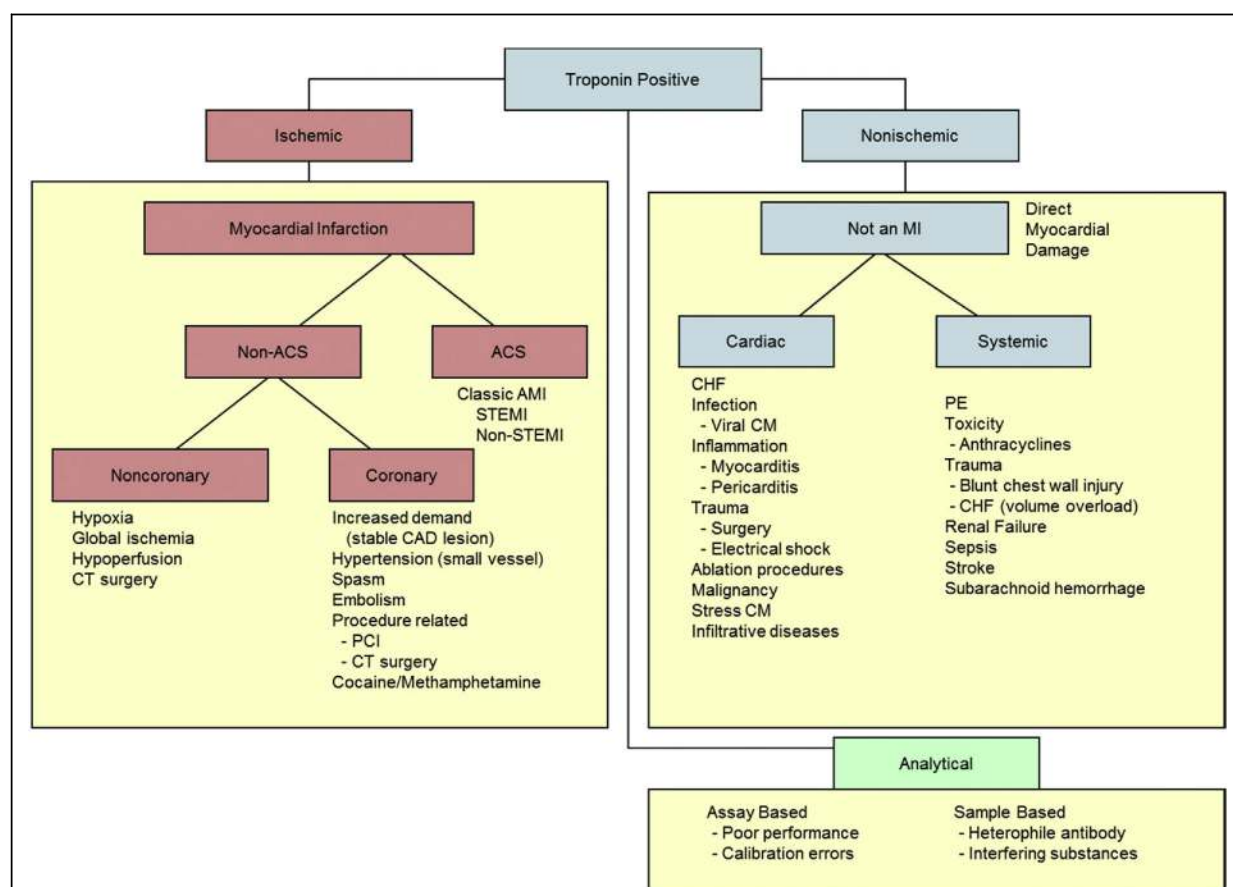 Troponin Positive
Ischemic
Nonischemic
Myocardial Infarction
Non-ACS
ACS
Classic AMI
STEMI
Non-STEMI
Noncoronary
Hypoxia
Global ischemia
Hypoperfusion
CT surgery
Coronary
Increased demand
(stable CAD lesion)
Hypertension (small vessel)
Spasm
Embolism
Procedure related
- PCI
- CT surgery
Cocaine/Methamphetamine
Not an MI
Direct
Myocardial
Damage
Cardiac
CHF
Infection
- Viral CM
Inflammation
- Myocarditis
- Pericarditis
Trauma
- Surgery
- Electrical shock
Ablation procedures
Malignancy
Stress CM
Infiltrative diseases
Systemic
PE
Toxicity
- Anthracyclines
Trauma
- Blunt chest wall injury
- CHF (volume overload)
Renal Failure
Sepsis
Stroke
Subarachnoid hemorrhage
Analytical
Assay Based
- Poor performance
- Calibration errors
Sample Based
- Heterophile antibody
- Interfering substances